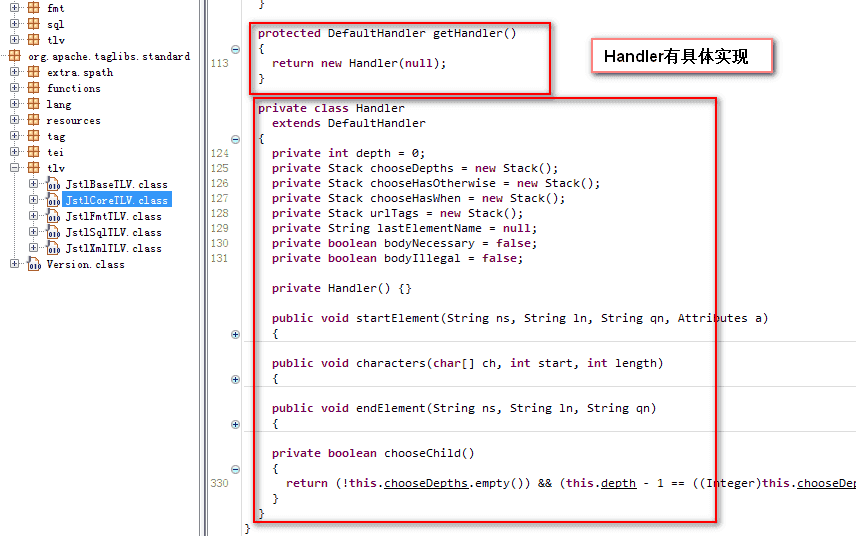 fmt
sql
tlv
org.apache.taglibs.standard
extra.spath
functions
lang
resources
tag
tei
tlv
JstlBaseTLV.class
JstlCoreTLV.class
JstlFmtTLV.class
JstlSqlTLV.class
JstlXmlTLV.class
Version.class
}
protected DefaultHandler getHandler()
{
113 return new Handler(null);
}
Handler有具体实现
private class Handler
extends DefaultHandler
{
124 private int depth = 0;
125 private Stack chooseDepths = new Stack();
126 private Stack chooseHasOtherwise = new Stack();
127 private Stack chooseHasWhen = new Stack();
128 private Stack urlTags = new Stack();
129 private String lastElementName = null;
130 private boolean bodyNecessary = false;
131 private boolean bodyIllegal = false;
private Handler() {}
public void startElement(String ns, String ln, String qn, Attributes a)
{
public void characters(char[] ch, int start, int length)
{
public void endElement(String ns, String ln, String qn)
{
private boolean chooseChild()
{
330 return (!this.chooseDepths.empty()) && (this.depth - 1 == ((Integer)this.chooseDep
}
}
}